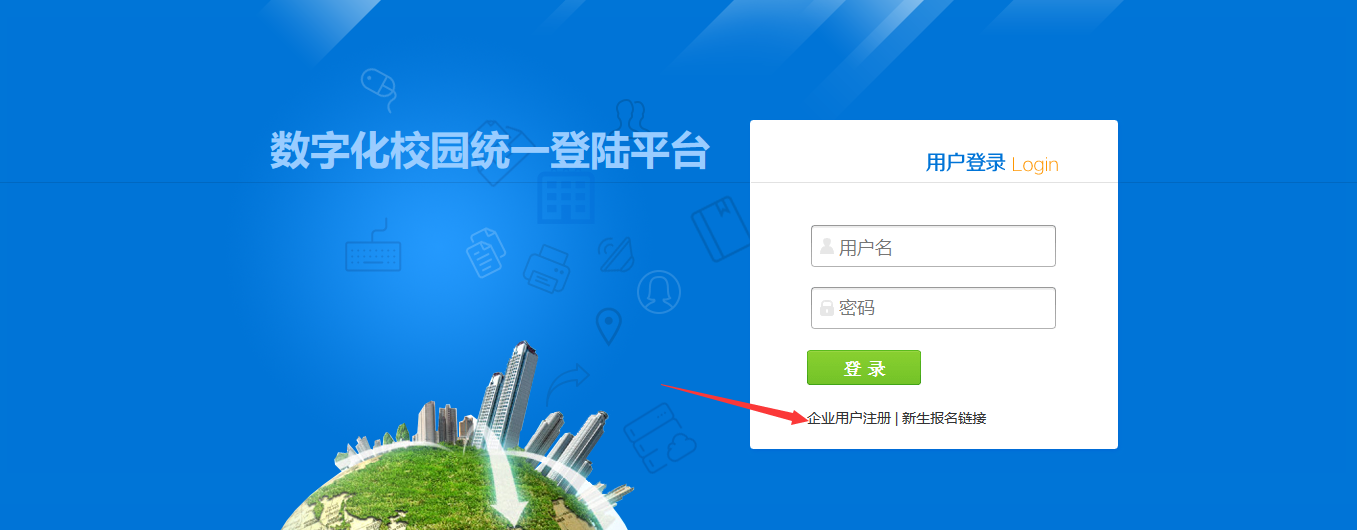 数字化校园统一登陆平台
用户登录 Login
用户名
密码
登 录
企业用户注册 | 新生报名链接